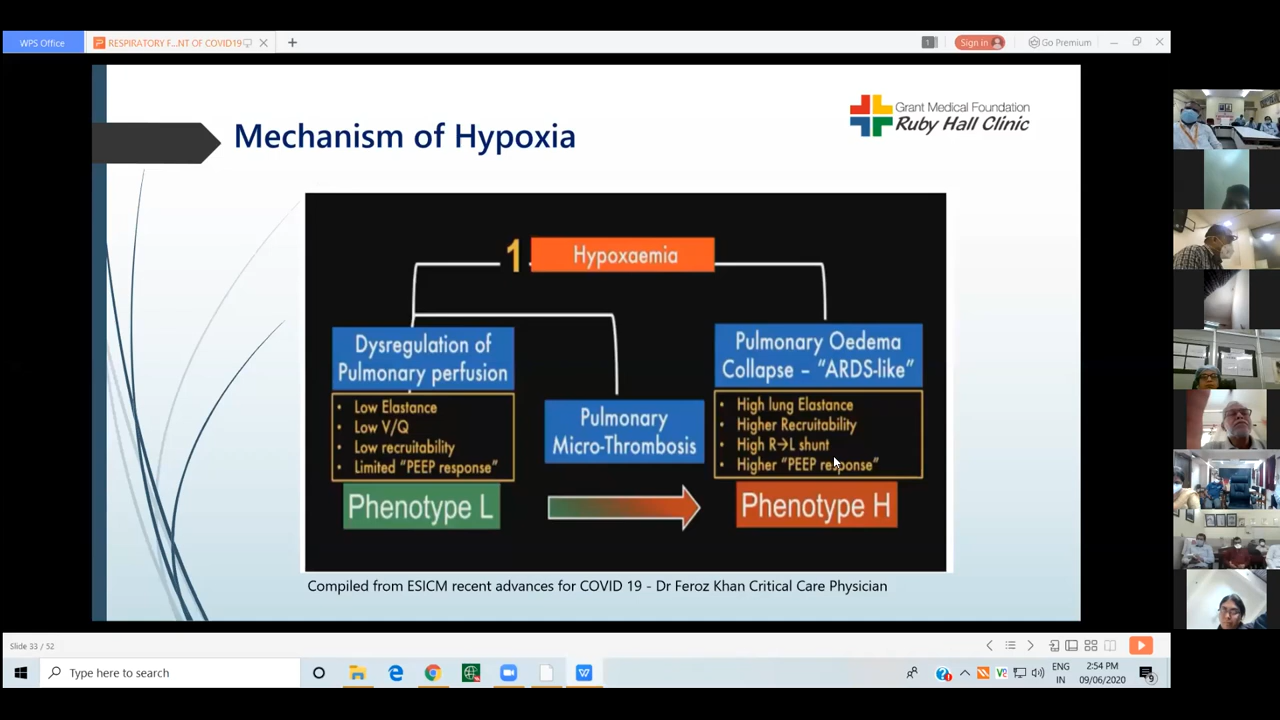 WPS Office
RESPIRATORY F...NT OF COVID19
1
Sign in
Go Premium
Mechanism of Hypoxia
Grant Medical Foundation
Ruby Hall Clinic
1
Hypoxaemia
Dysregulation of
Pulmonary perfusion
• Low Elastance
• Low V/Q
• Low recruitability
• Limited "PEEP response"
Phenotype L
Pulmonary
Micro-Thrombosis
Pulmonary Oedema
Collapse – "ARDS-like"
• High lung Elastance
• Higher Recruitability
• High R→L shunt
• Higher "PEEP response"
Phenotype H
Compiled from ESICM recent advances for COVID 19 - Dr Feroz Khan Critical Care Physician
Slide 33 / 52
Type here to search
ENG
IN
2:54 PM
09/06/2020
9